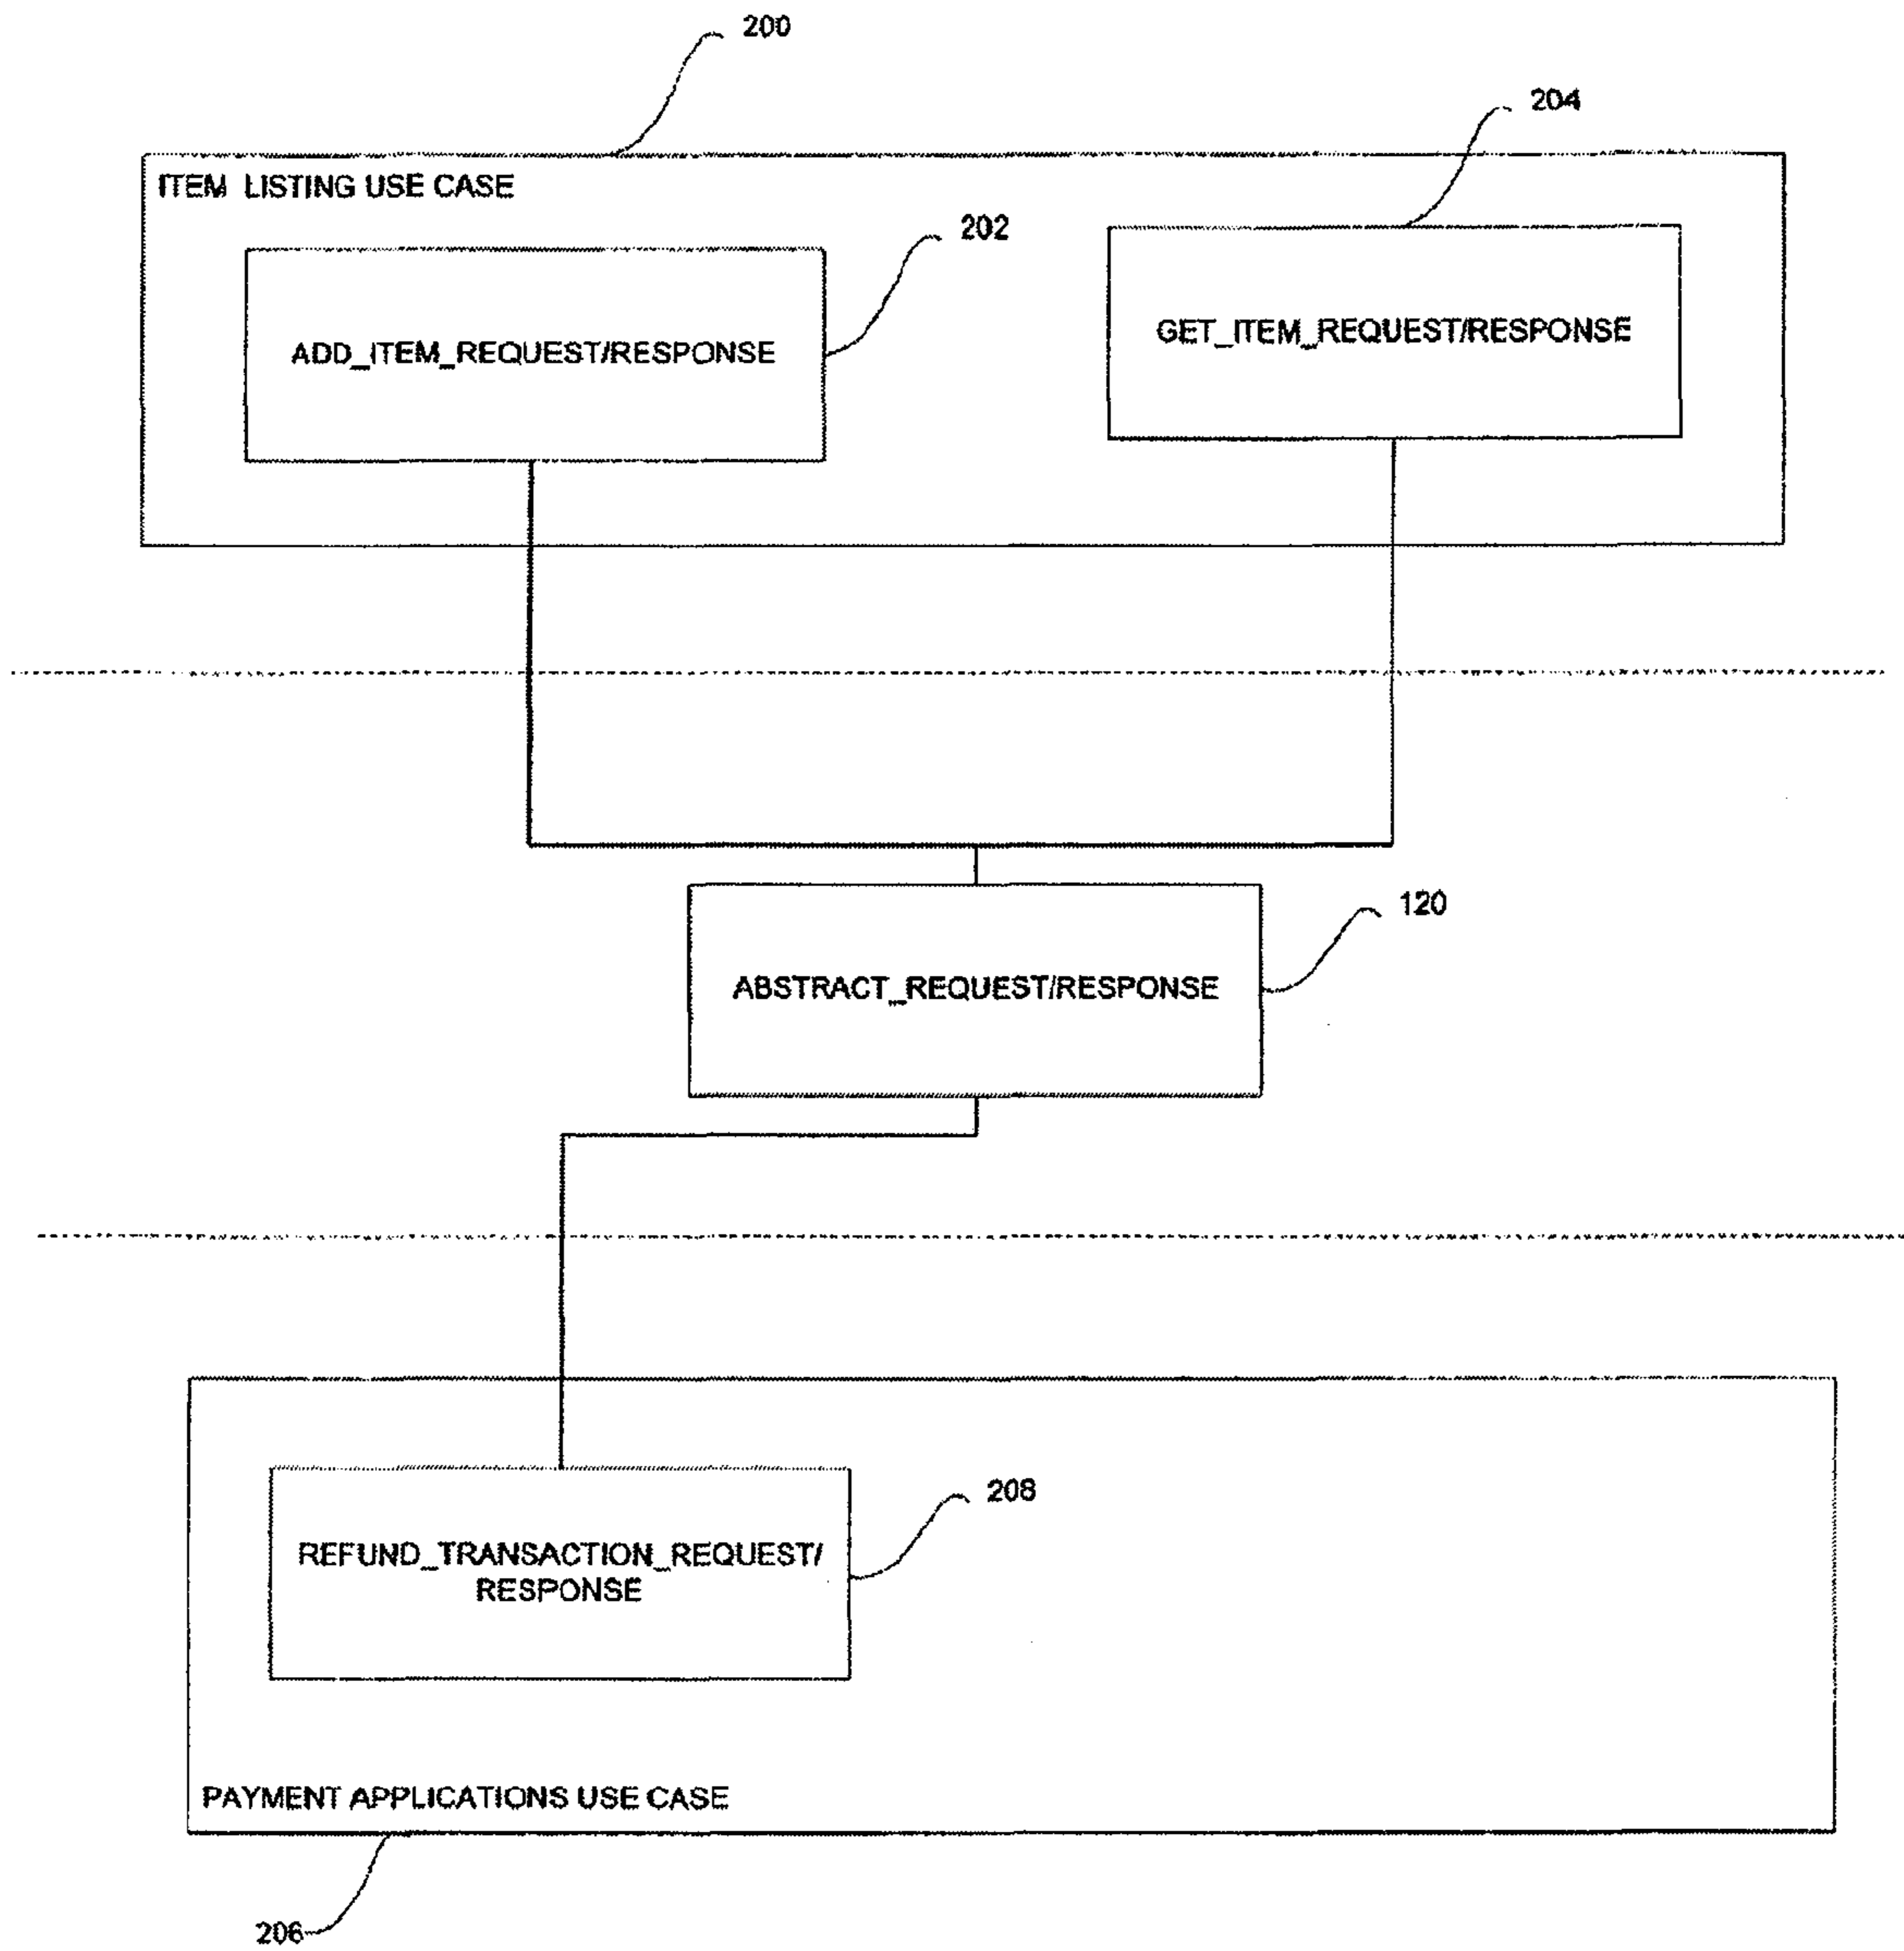 200
204
ITEM LISTING USE CASE
202
ADD_ITEM_REQUEST/RESPONSE
GET_ITEM_REQUEST/RESPONSE
120
ABSTRACT_REQUEST/RESPONSE
208
REFUND_TRANSACTION_REQUEST/
RESPONSE
PAYMENT APPLICATIONS USE CASE
206